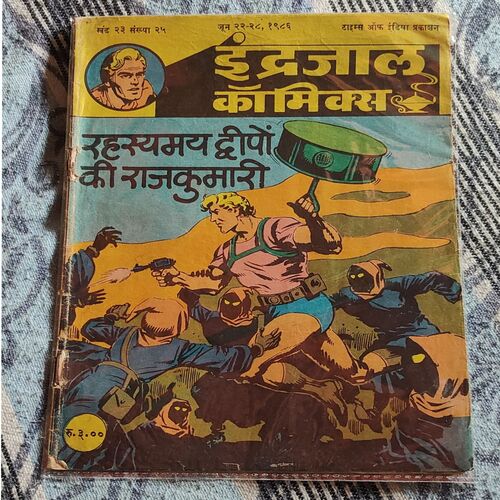 खंड २३ संख्या २५
जून २२-२८, १९८६
टाइम्स ऑफ इंडिया प्रकाशन
इंद्रजाल
कॉमिक्स
रहस्यमय द्वीपों
की राजकुमारी
रु. ३.००